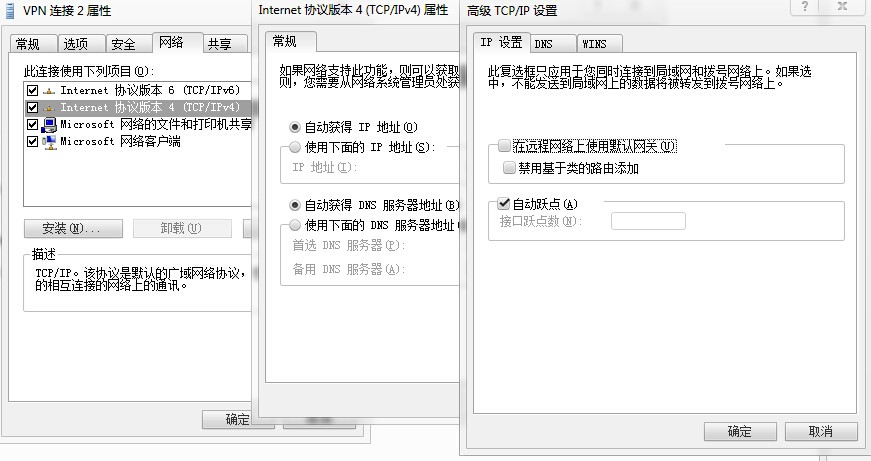 VPN 连接 2 属性
常规
选项
安全
网络
共享
此连接使用下列项目(O):
Internet 协议版本 6 (TCP/IPv6)
Internet 协议版本 4 (TCP/IPv4)
Microsoft 网络的文件和打印机共享
Microsoft 网络客户端
安装(N)...
卸载(U)
描述
TCP/IP。该协议是默认的广域网络协议,
的相互连接的网络上的通讯。
确定
Internet 协议版本 4 (TCP/IPv4) 属性
常规
如果网络支持此功能,则可以获取
则,您需要从网络系统管理员处获
自动获得 IP 地址(O)
使用下面的 IP 地址(S):
IP 地址(I):
自动获得 DNS 服务器地址(B)
使用下面的 DNS 服务器地址
首选 DNS 服务器(P):
备用 DNS 服务器(A):
高级 TCP/IP 设置
IP 设置
DNS
WINS
此复选框只应用于您同时连接到局域网和拨号网络上。如果选
中,不能发送到局域网上的数据将被转发到拨号网络上。
在远程网络上使用默认网关(U)
禁用基于类的路由添加
自动跃点(A)
接口跃点数(N):
确定
取消